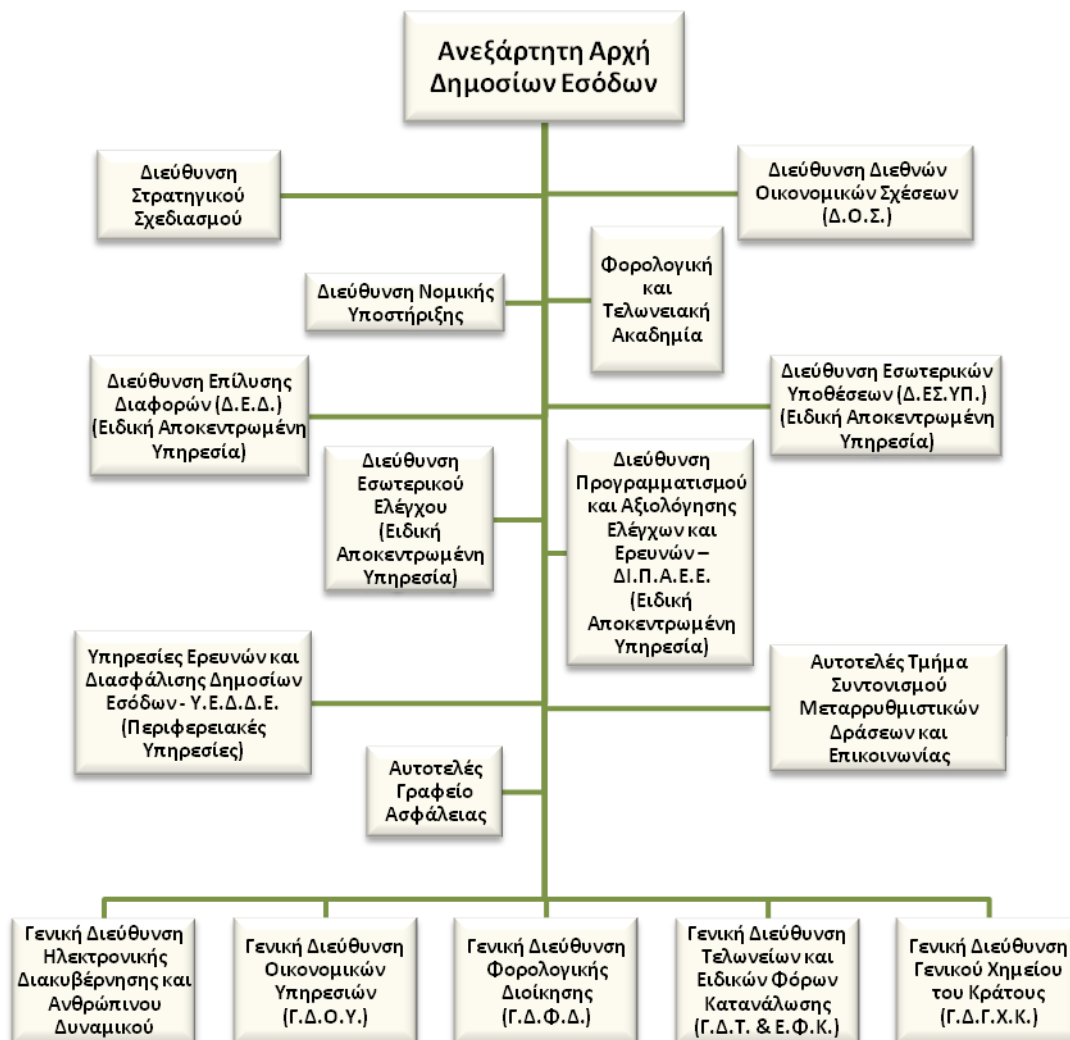 Ανεξάρτητη Αρχή
Δημοσίων Εσόδων
Διεύθυνση
Στρατηγικού
Σχεδιασμού
Διεύθυνση Διεθνών
Οικονομικών Σχέσεων
(Δ.Ο.Σ.)
Διεύθυνση Νομικής
Υποστήριξης
Φορολογική
και
Τελωνειακή
Ακαδημία
Διεύθυνση Επίλυσης
Διαφορών (Δ.Ε.Δ.)
(Ειδική Αποκεντρωμένη
Υπηρεσία)
Διεύθυνση Εσωτερικών
Υποθέσεων (Δ.ΕΣ.ΥΠ.)
(Ειδική Αποκεντρωμένη
Υπηρεσία)
Διεύθυνση
Εσωτερικού
Ελέγχου
(Ειδική
Αποκεντρωμένη
Υπηρεσία)
Διεύθυνση
Προγραμματισμού
και Αξιολόγησης
Ελέγχων και
Ερευνών –
ΔΙ.Π.Α.Ε.Ε.
(Ειδική
Αποκεντρωμένη
Υπηρεσία)
Υπηρεσίες Ερευνών και
Διασφάλισης Δημοσίων
Εσόδων - Υ.Ε.Δ.Δ.Ε.
(Περιφερειακές
Υπηρεσίες)
Αυτοτελές Τμήμα
Συντονισμού
Μεταρρυθμιστικών
Δράσεων και
Επικοινωνίας
Αυτοτελές
Γραφείο
Ασφάλειας
Γενική Διεύθυνση
Ηλεκτρονικής
Διακυβέρνησης και
Ανθρώπινου
Δυναμικού
Γενική Διεύθυνση
Οικονομικών
Υπηρεσιών
(Γ.Δ.Ο.Υ.)
Γενική Διεύθυνση
Φορολογικής
Διοίκησης
(Γ.Δ.Φ.Δ.)
Γενική Διεύθυνση
Τελωνείων και
Ειδικών Φόρων
Κατανάλωσης
(Γ.Δ.Τ. & Ε.Φ.Κ.)
Γενική Διεύθυνση
Γενικού Χημείου
του Κράτους
(Γ.Δ.Γ.Χ.Κ.)